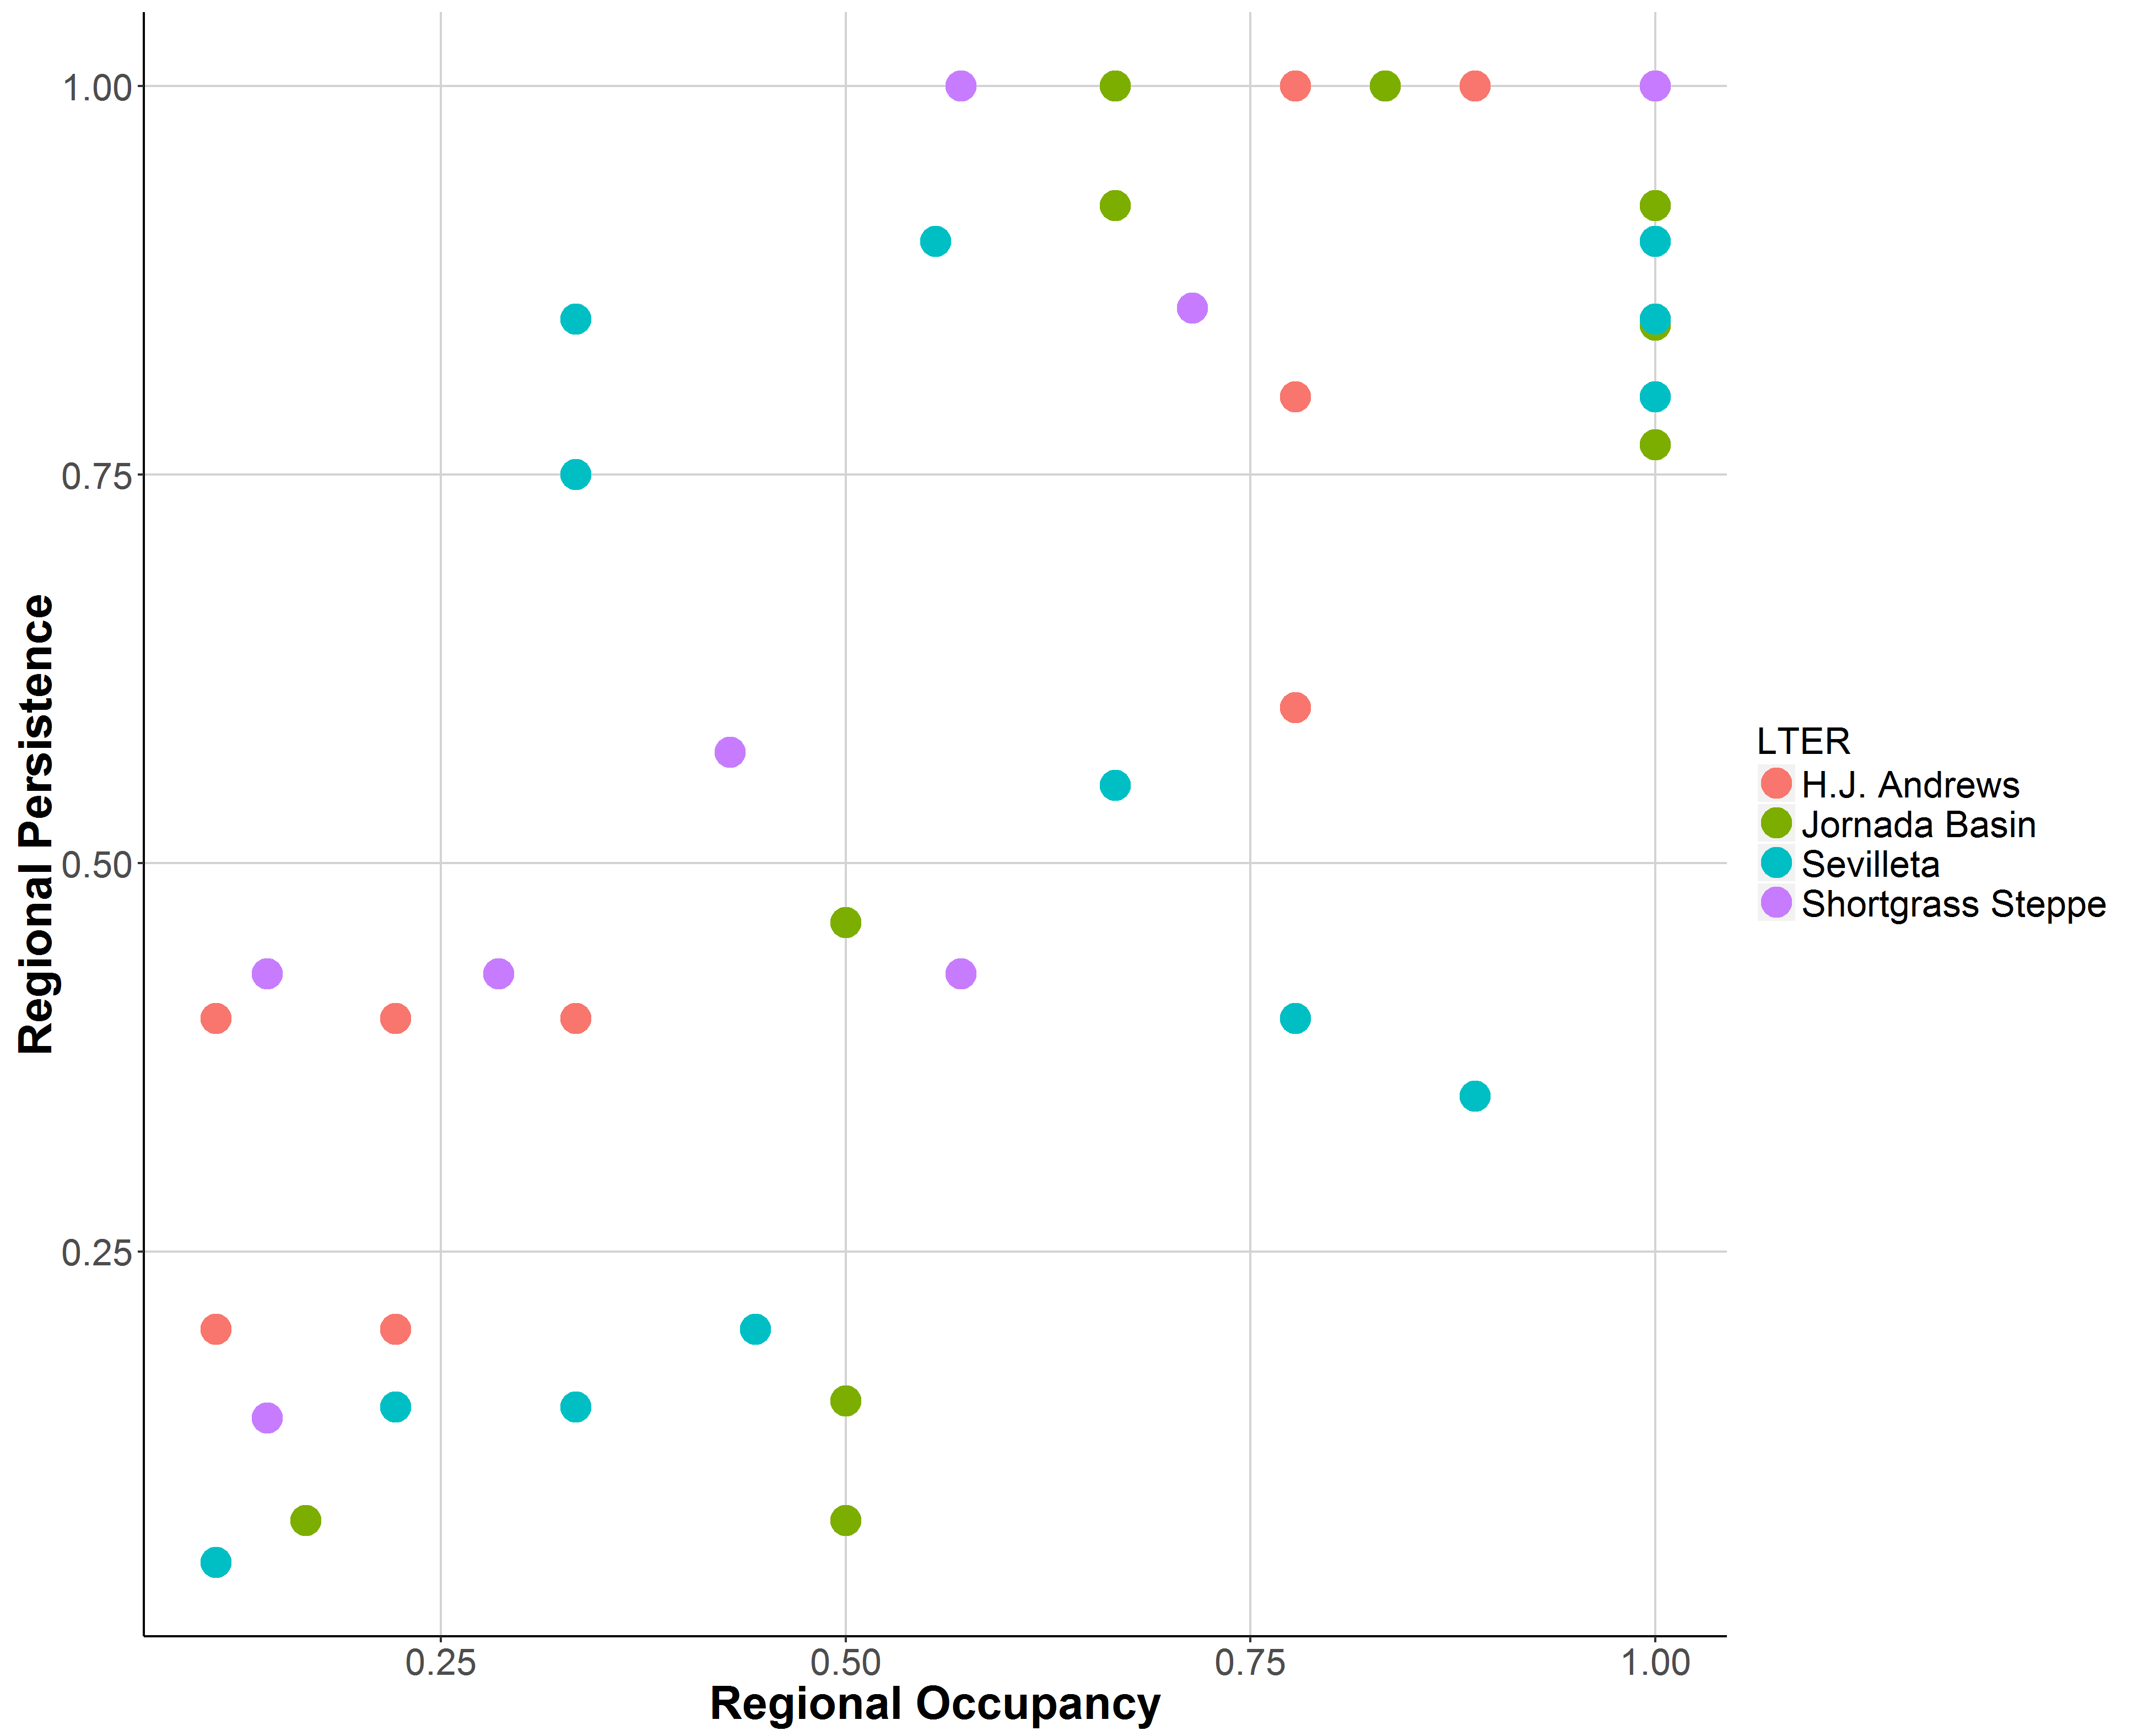 1.00
0.75
0.50
0.25
Regional Persistence
0.25 0.50 0.75 1.00
Regional Occupancy
LTER
H.J. Andrews
Jornada Basin
Sevilleta
Shortgrass Steppe